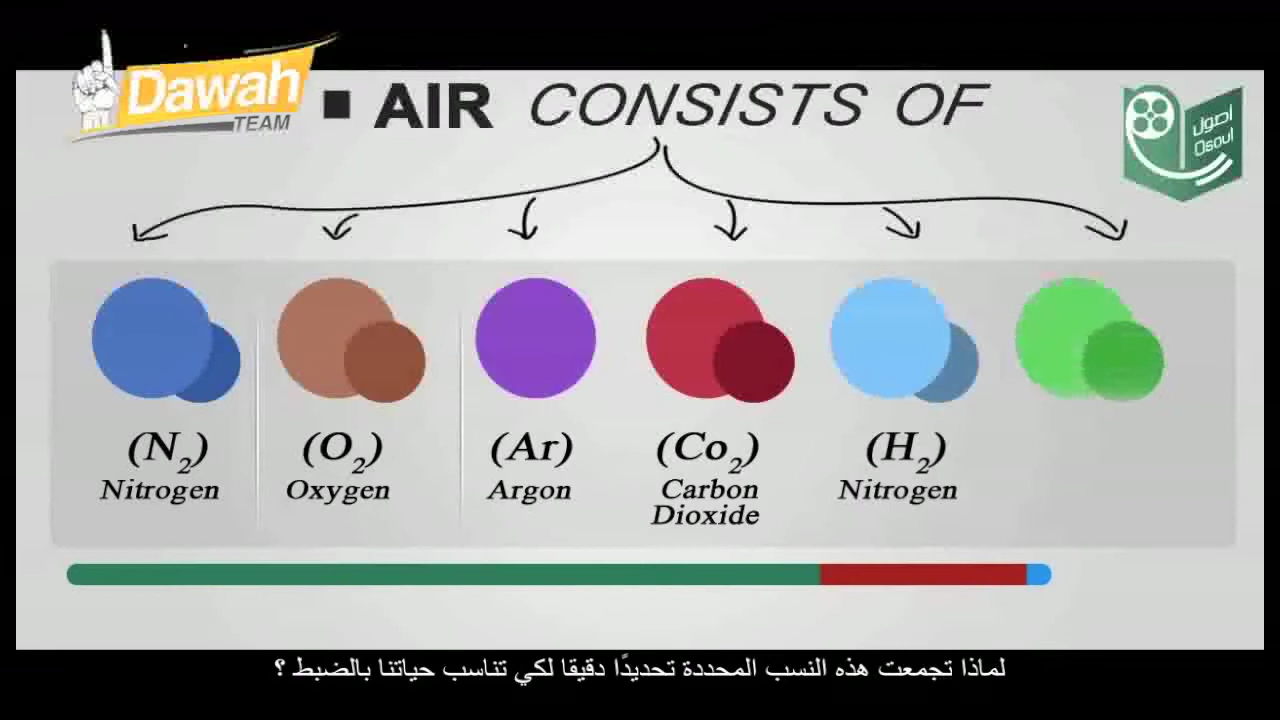 Dawah
TEAM
▪ AIR CONSISTS OF
أصول
Osoul
(N₂)
Nitrogen
(O₂)
Oxygen
(Ar)
Argon
(Co₂)
Carbon
Dioxide
(H₂)
Nitrogen
لماذا تجمعت هذه النسب المحددة تحديدًا دقيقا لكي تناسب حياتنا بالضبط ؟